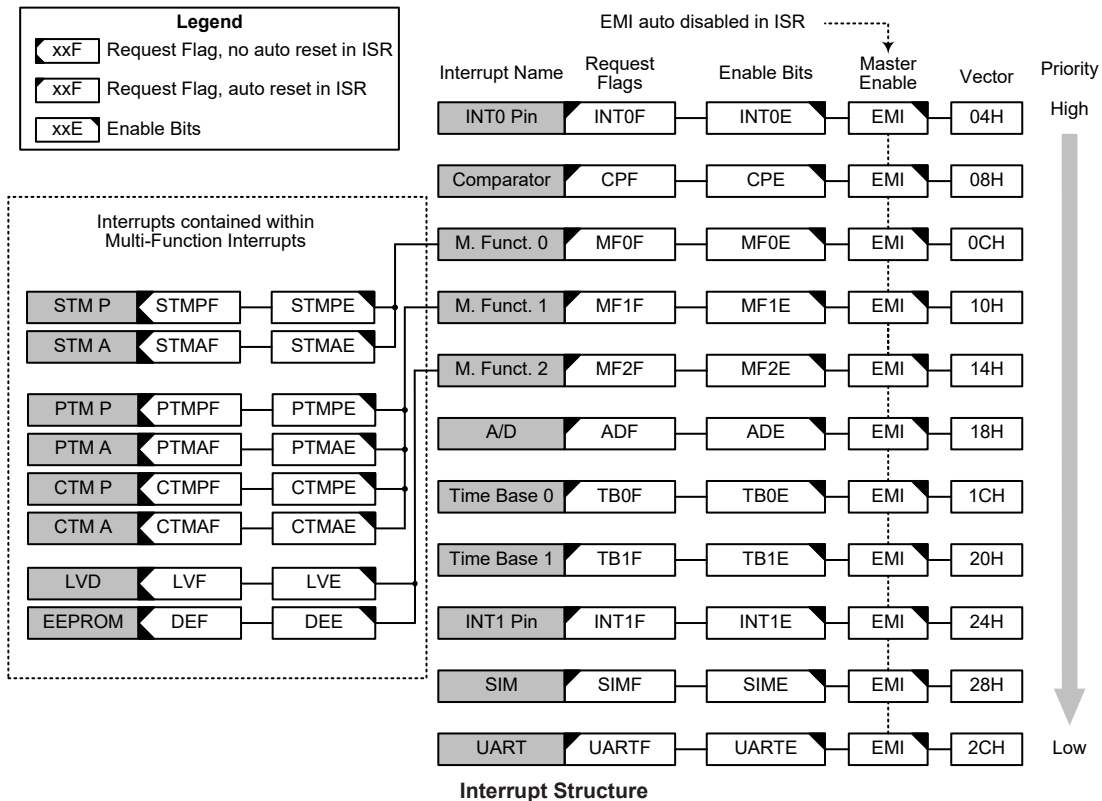 Legend
xxF Request Flag, no auto reset in ISR
xxF Request Flag, auto reset in ISR
xxE Enable Bits
EMI auto disabled in ISR
Interrupt Name Request Flags Enable Bits Master Enable Vector Priority
INT0 Pin INT0F INT0E EMI 04H High
Comparator CPF CPE EMI 08H
M. Funct. 0 MF0F MF0E EMI 0CH
M. Funct. 1 MF1F MF1E EMI 10H
M. Funct. 2 MF2F MF2E EMI 14H
A/D ADF ADE EMI 18H
Time Base 0 TB0F TB0E EMI 1CH
Time Base 1 TB1F TB1E EMI 20H
INT1 Pin INT1F INT1E EMI 24H
SIM SIMF SIME EMI 28H
UART UARTF UARTE EMI 2CH Low
Interrupts contained within
Multi-Function Interrupts
STM P STMPF STMPE
STM A STMAF STMAE
PTM P PTMPF PTMPE
PTM A PTMAF PTMAE
CTM P CTMPF CTMPE
CTM A CTMAF CTMAE
LVD LVF LVE
EEPROM DEF DEE
Interrupt Structure